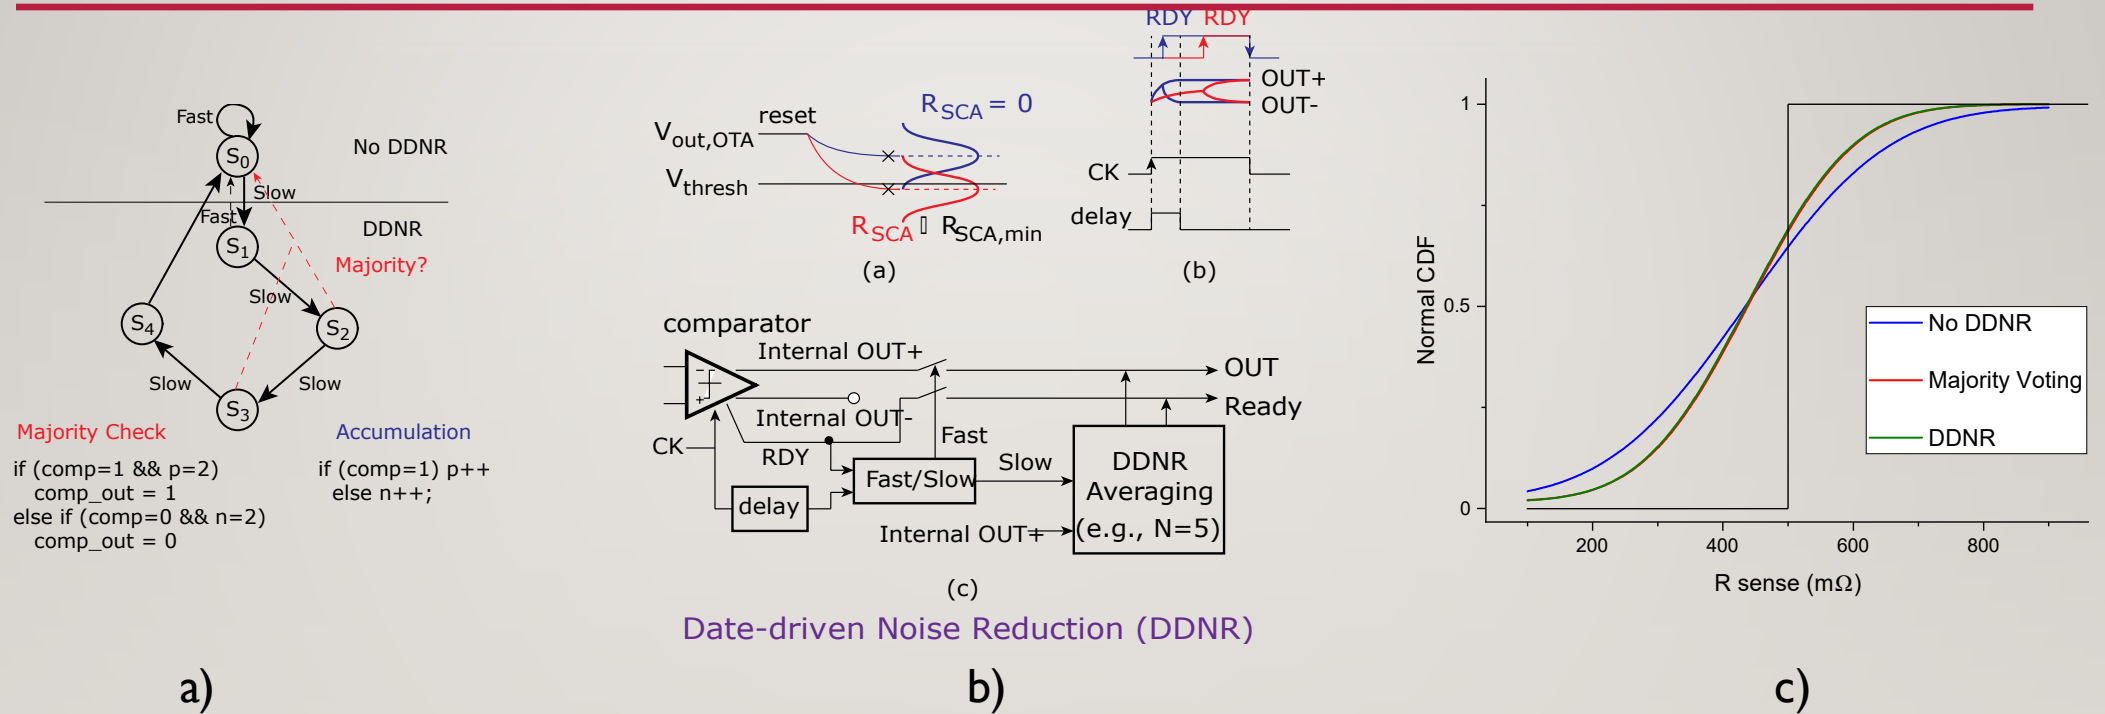 Fast
S0
No DDNR
Slow
Fast
DDNR
S1
Majority?
Slow
S4
S2
Slow
Slow
S3
Majority Check
if (comp=1 && p=2)
comp_out = 1
else if (comp=0 && n=2)
comp_out = 0
Accumulation
if (comp=1) p++
else n++;
a)
RSCA = 0
reset
Vout,OTA
Vthresh
RSCA ▯ RSCA,min
(a)
RDY RDY
OUT+
OUT-
CK
delay
(b)
comparator
Internal OUT+
OUT
Internal OUT-
Ready
CK
Fast
RDY
Fast/Slow
Slow
DDNR
Averaging
(e.g., N=5)
delay
Internal OUT+
(c)
Date-driven Noise Reduction (DDNR)
b)
Normal CDF
1
0.5
0
No DDNR
Majority Voting
DDNR
200 400 600 800
R sense (mΩ)
c)